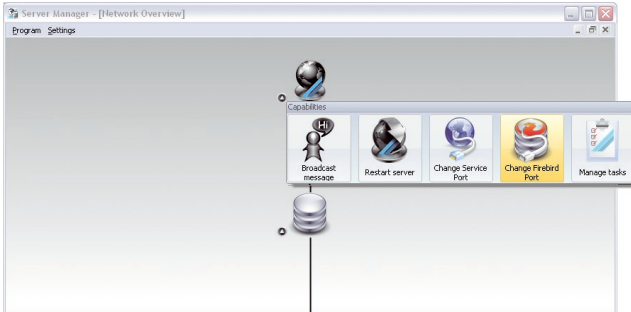 Server Manager - [Network Overview]
Program Settings
Capabilities
Hi
Broadcast
message
Restart server
Change Service
Port
Change Firebird
Port
Manage tasks